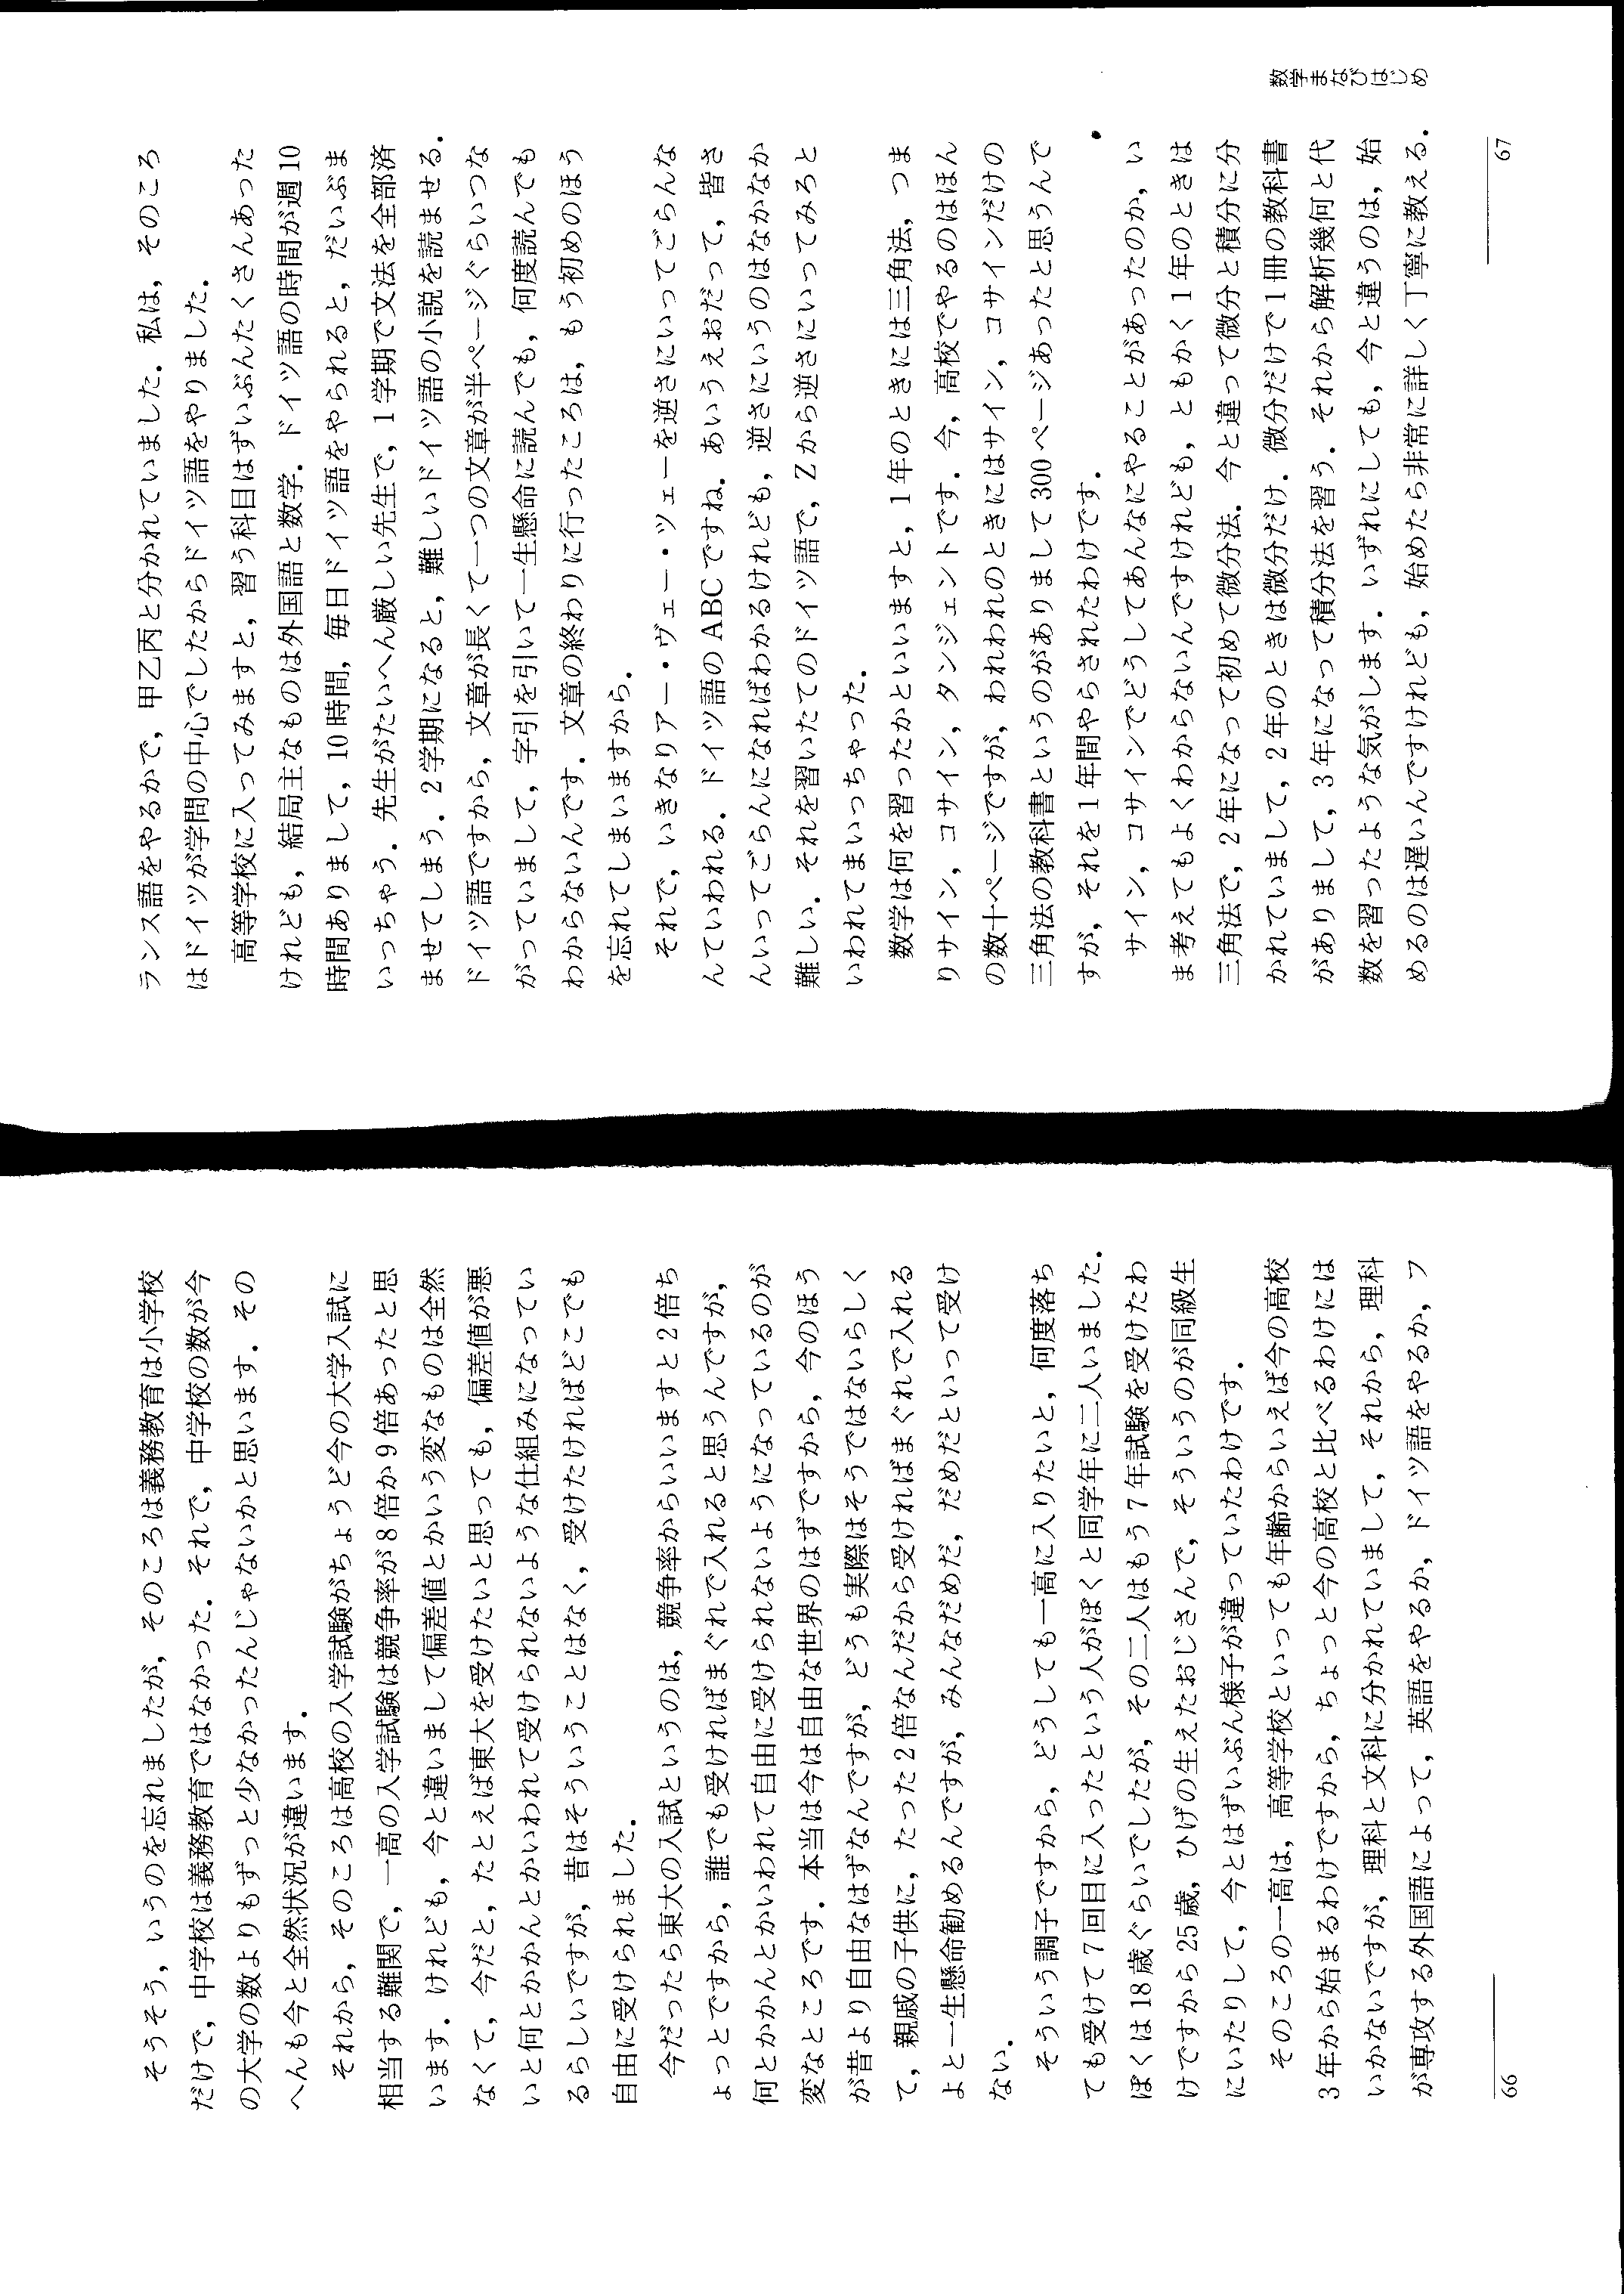 そうそう，いうのを忘れましたが，そのころは義務教育は小学校
だけで，中学校は義務教育ではなかった．それで，中学校の数が今
の大学の数よりもずっと少なかったんじゃないかと思います．その
へんも今と全然状況が違います．
それから，そのころは高校の入学試験がちょうど今の大学入試に
相当する難関で，一高の入学試験は競争率が8倍か9倍あったと思
います．けれども，今と違いまして偏差値とかいう変なものは全然
なくて，今だと，たとえば東大を受けたいと思っても，偏差値が悪
いと何とかかんとかいわれて受けられないような仕組みになってい
るらしいですが，昔はそういうことはなく，受けたければどこでも
自由に受けられました．
今だったら東大の入試というのは，競争率からいいますと2倍ち
ょっとですから，誰でも受ければまぐれで入れると思うんですが，
何とかかんとかいわれて自由に受けられないようになっているのが
変なところです．本当は今は自由な世界のはずですから，今のほう
が昔より自由なはずなんですが，どうも実際はそうではないらしく
て，親戚の子供に，たった2倍なんだから受ければまぐれで入れる
よと一生懸命勧めるんですが，みんなだめだ，だめだといって受け
ない．
そういう調子ですから，どうしても一高に入りたいと，何度落ち
ても受けて7回目に入ったという人がぼくと同学年に二人いました．
ぼくは18歳ぐらいでしたが，その二人はもう7年試験を受けたわ
けですから25歳，ひげの生えたおじさんで，そういうのが同級生
にいたりして，今とはずいぶん様子が違っていたわけです．
そのころの一高は，高等学校といっても年齢からいえば今の高校
3年から始まるわけですから，ちょっと今の高校と比べるわけには
いかないですが，理科と文科に分かれていまして，それから，理科
が専攻する外国語によって，英語をやるか，ドイツ語をやるか，フ
66
ランス語をやるかで，甲乙丙と分かれていました．私は，そのころ
はドイツが学問の中心でしたからドイツ語をやりました．
高等学校に入ってみますと，習う科目はずいぶんたくさんあった
けれども，結局主なものは外国語と数学．ドイツ語の時間が週10
時間ありまして，10時間，毎日ドイツ語をやられると，だいぶま
いっちゃう．先生がたいへん厳しい先生で，1学期で文法を全部済
ませてしまう．2学期になると，難しいドイツ語の小説を読ませる．
ドイツ語ですから，文章が長くて一つの文章が半ページぐらいつな
がっていまして，字引を引いて一生懸命に読んでも，何度読んでも
わからないんです．文章の終わりに行ったころは，もう初めのほう
を忘れてしまいますから．
それで，いきなりアー・ヴェー・ツェーを逆さにいってごらんな
んていわれる．ドイツ語のABCですね．あいうえおだって，皆さ
んいってごらんになればわかるけれども，逆さにいうのはなかなか
難しい．それを習いたてのドイツ語で，Zから逆さにいってみろと
いわれてまいっちゃった．
数学は何を習ったかといいますと，1年のときには三角法，つま
りサイン，コサイン，タンジェントです．今，高校でやるのはほん
の数十ページですが，われわれのときにはサイン，コサインだけの
三角法の教科書というのがありまして300ページあったと思うんで
すが，それを1年間やらされたわけです．
サイン，コサインでどうしてあんなにやることがあったのか，い
ま考えてもよくわからないんですけれども，ともかく1年のときは
三角法で，2年になって初めて微分法．今と違って微分と積分に分
かれていまして，2年のときは微分だけ．微分だけで1冊の教科書
がありまして，3年になって積分法を習う．それから解析幾何と代
数を習ったような気がします．いずれにしても，今と違うのは，始
めるのは遅いんですけれども，始めたら非常に詳しく丁寧に教える．
数学まなびはじめ
67